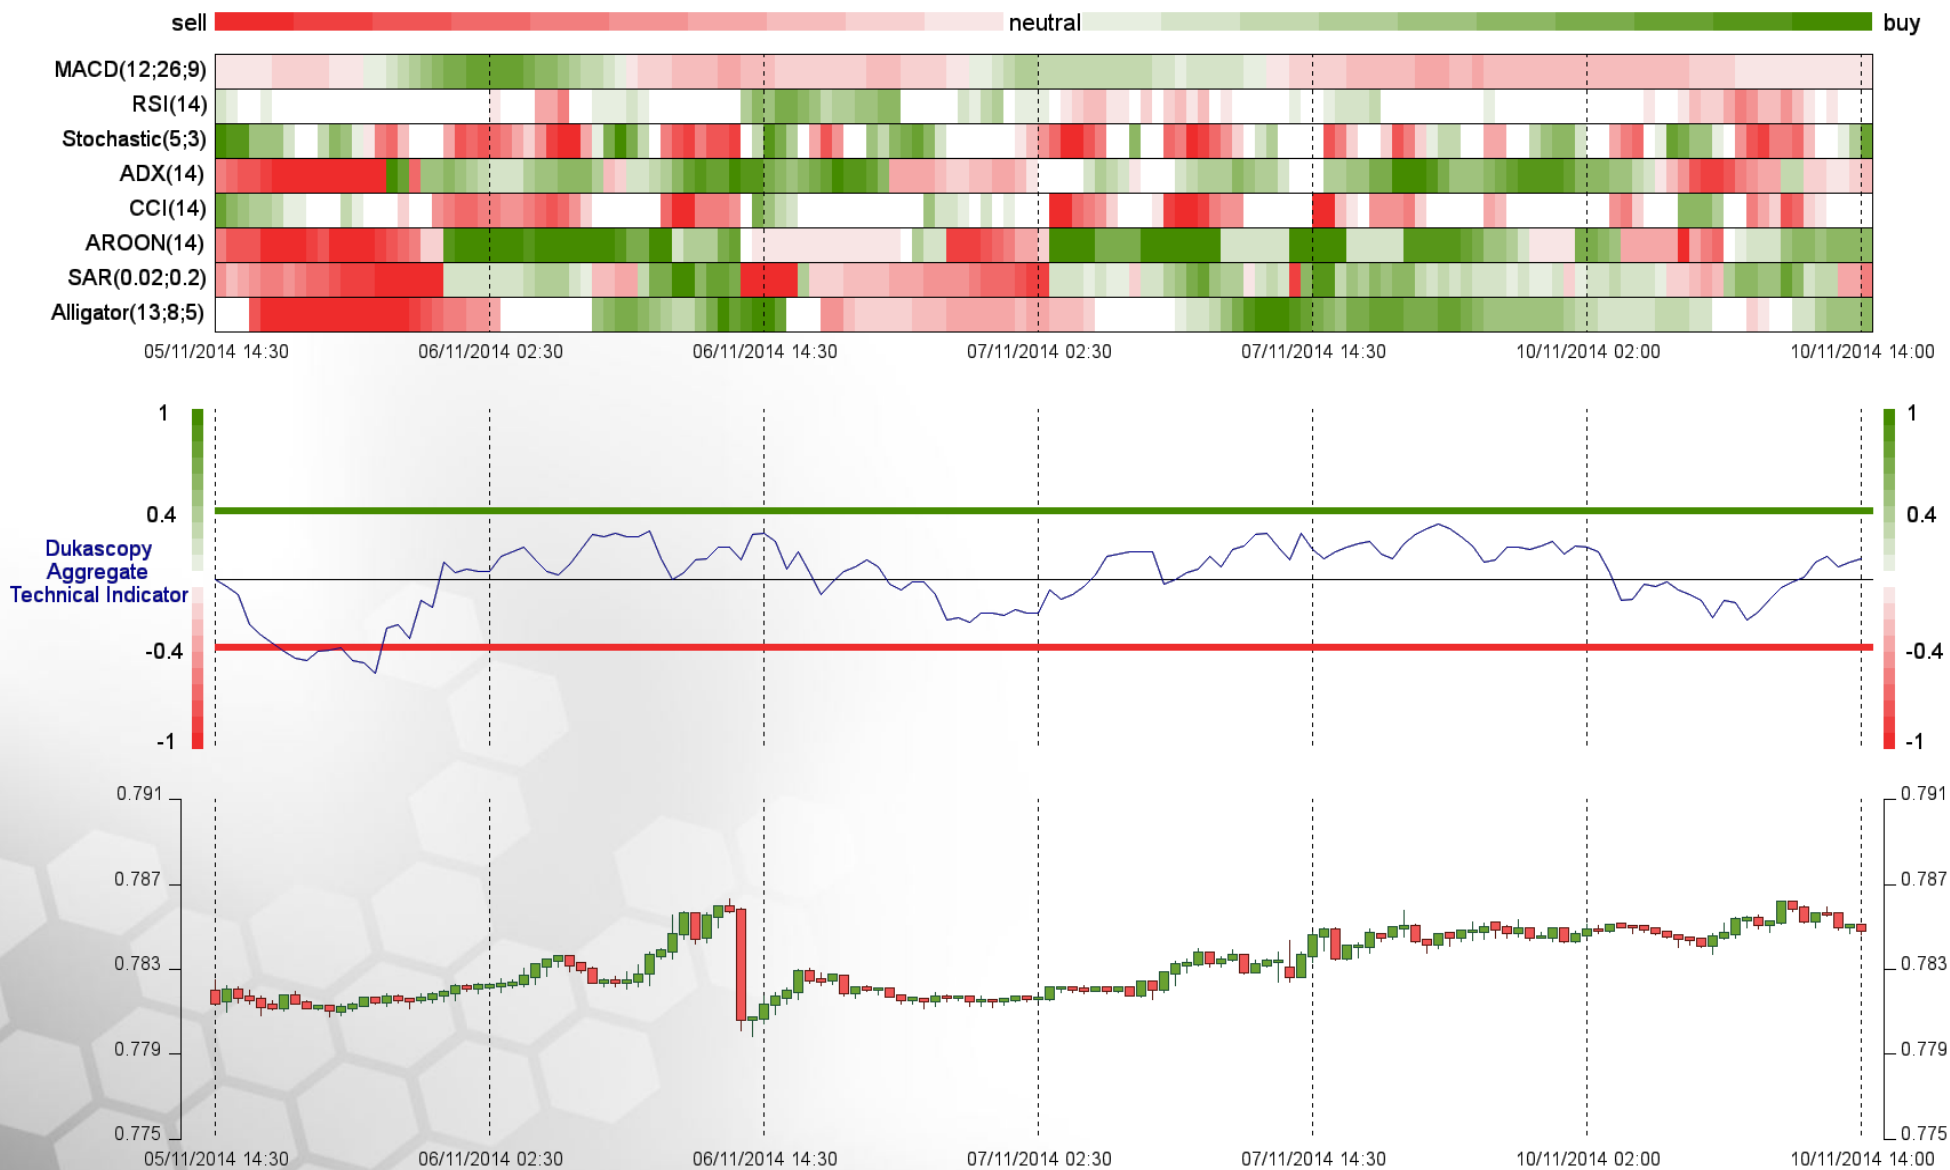 sell neutral buy
MACD(12;26;9)
RSI(14)
Stochastic(5;3)
ADX(14)
CCI(14)
AROON(14)
SAR(0.02;0.2)
Alligator(13;8;5)
05/11/2014 14:30 06/11/2014 02:30 06/11/2014 14:30 07/11/2014 02:30 07/11/2014 14:30 10/11/2014 02:00 10/11/2014 14:00
1 1
0.4 0.4
Dukascopy
Aggregate
Technical Indicator
-0.4 -0.4
-1 -1
0.791 0.791
0.787 0.787
0.783 0.783
0.779 0.779
0.775 0.775
05/11/2014 14:30 06/11/2014 02:30 06/11/2014 14:30 07/11/2014 02:30 07/11/2014 14:30 10/11/2014 02:00 10/11/2014 14:00